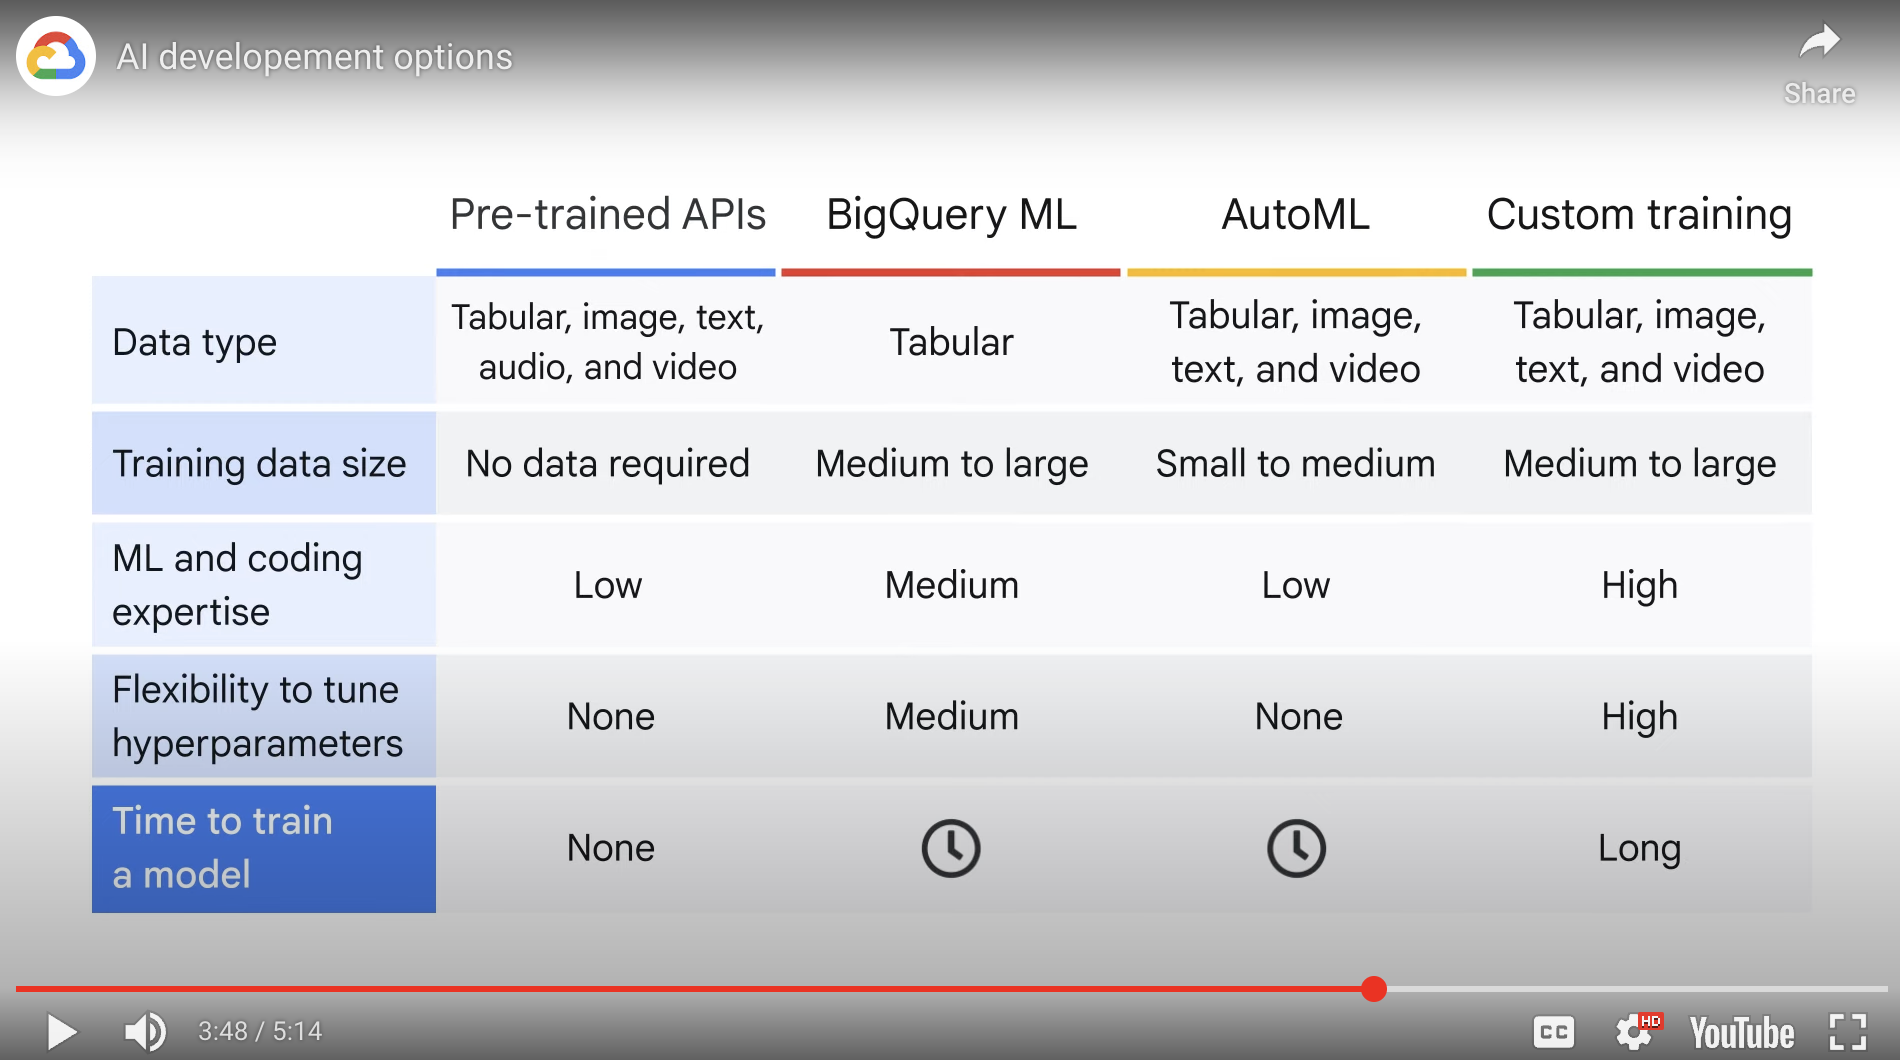 AI developement options
Share
Pre-trained APIs
BigQuery ML
AutoML
Custom training
Data type
Tabular, image, text,
audio, and video
Tabular
Tabular, image,
text, and video
Tabular, image,
text, and video
Training data size
No data required
Medium to large
Small to medium
Medium to large
ML and coding
expertise
Low
Medium
Low
High
Flexibility to tune
hyperparameters
None
Medium
None
High
Time to train
a model
None
Long
3:48 / 5:14
CC
HD
YouTube